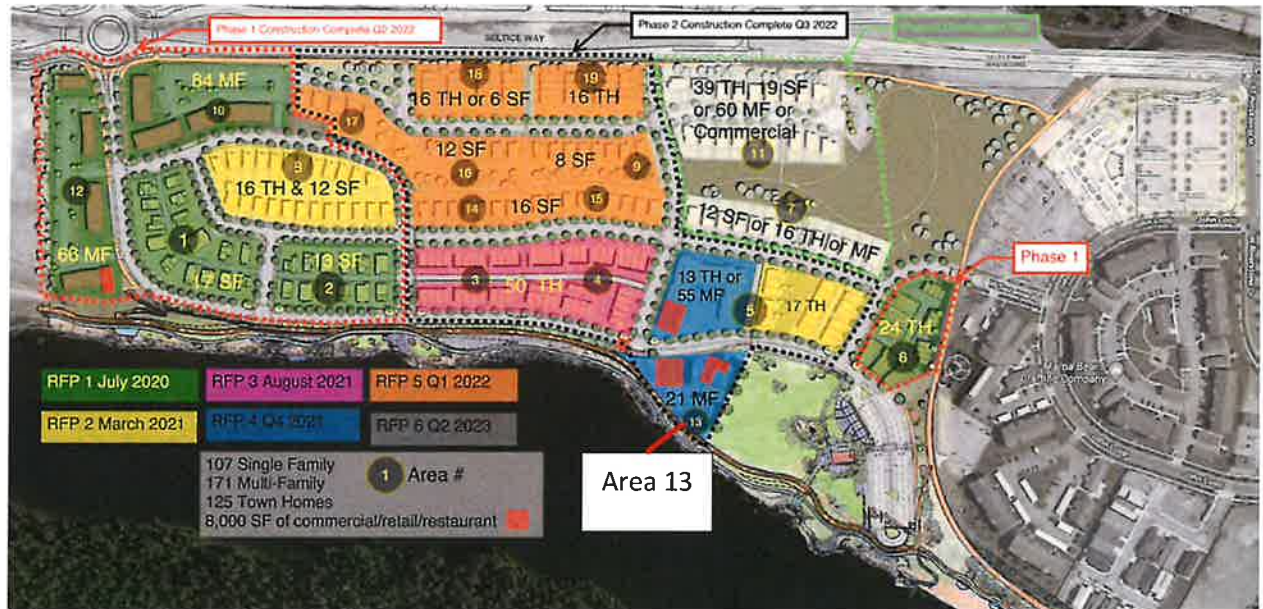 Phase 1 Construction Complete Q2 2022
Phase 2 Construction Complete Q3 2022
SELTICE WAY
84 MF
10
18
16 TH or 6 SF
19
16 TH
39 TH, 19 SF
or 60 MF or
Commercial
11
17
12 SF
16
8 SF
9
8
16 TH & 12 SF
14
16 SF
15
7
12 SF or 16 TH or MF
12
66 MF
1
17 SF
13 SF
2
3
50 TH
4
13 TH or
55 MF
5
17 TH
Phase 1
24 TH
6
21 MF
13
Area 13
RFP 1 July 2020
RFP 3 August 2021
RFP 5 Q1 2022
RFP 2 March 2021
RFP 4 Q4 2021
RFP 6 Q2 2023
107 Single Family
171 Multi-Family
125 Town Homes
8,000 SF of commercial/retail/restaurant
1 Area #